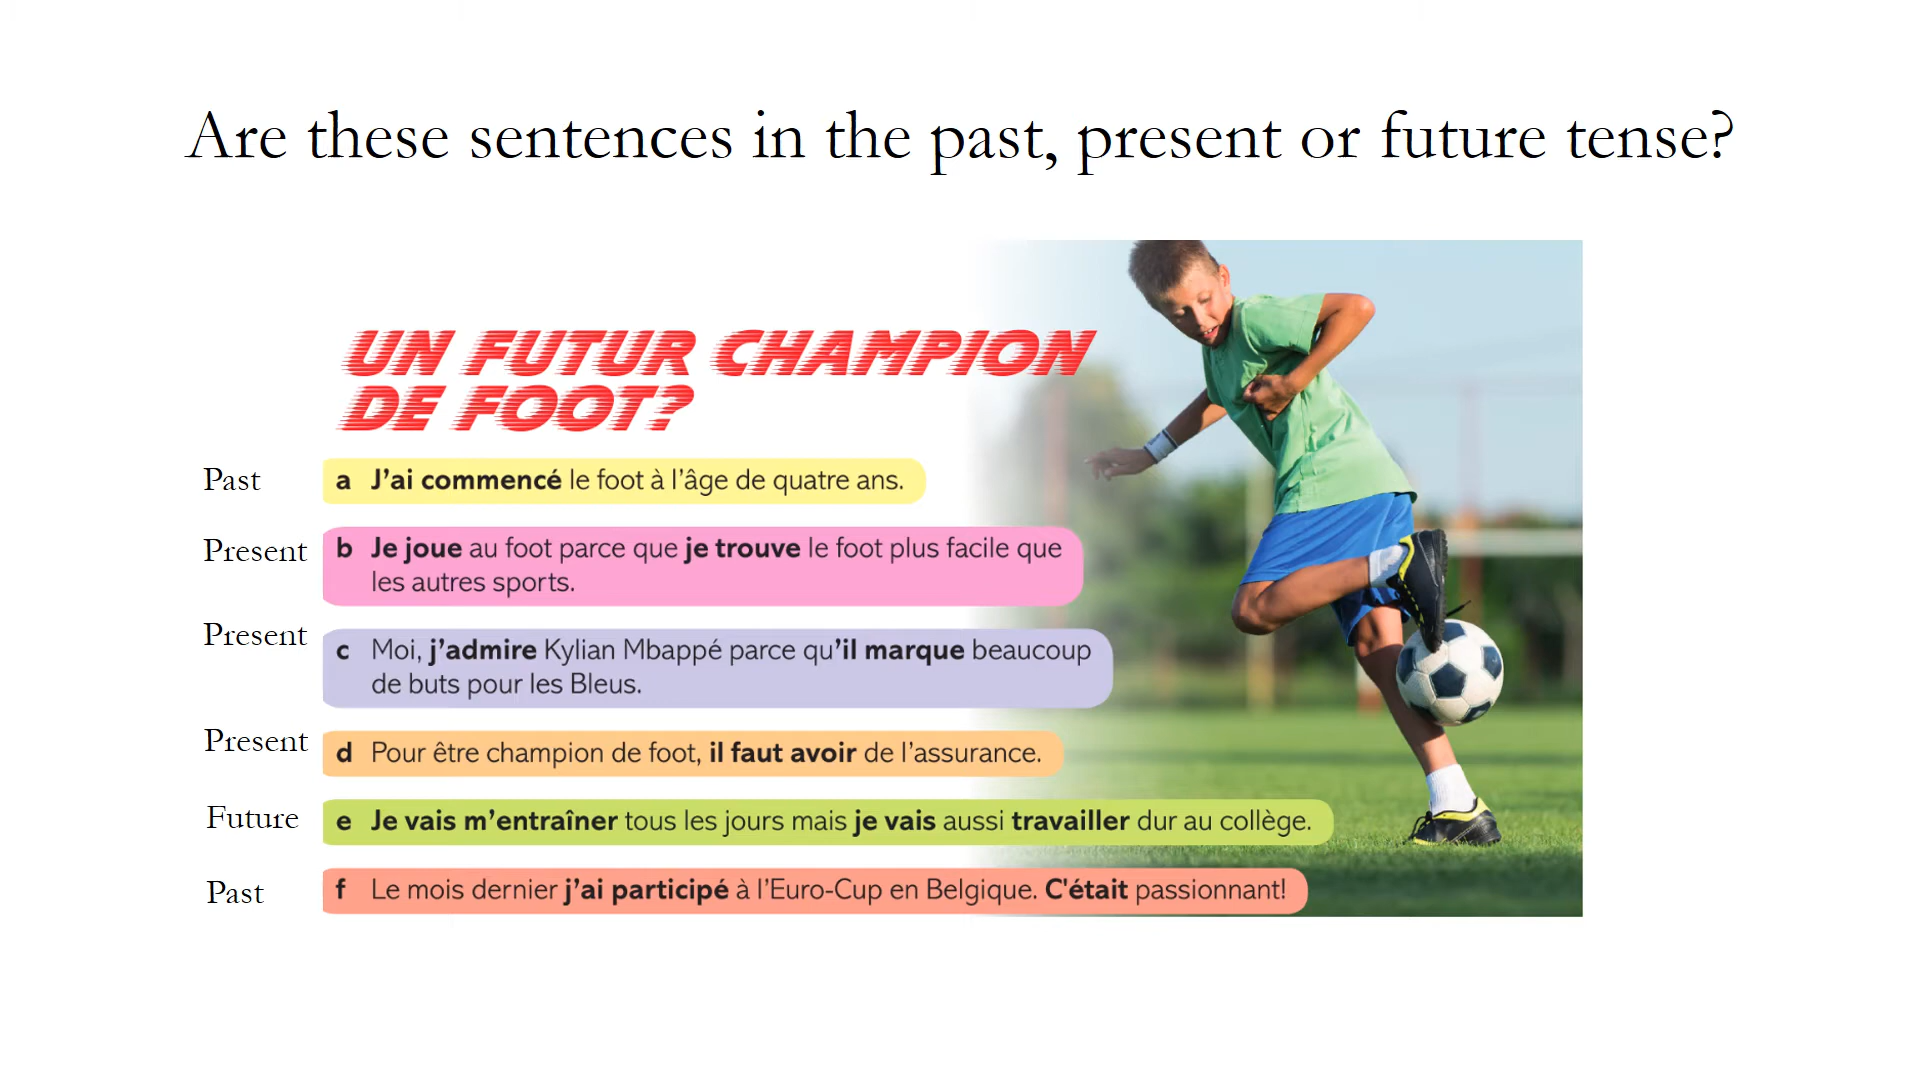 Are these sentences in the past, present or future tense?
UN FUTUR CHAMPION
DE FOOT?
Past
a J'ai commencé le foot à l'âge de quatre ans.
Present
b Je joue au foot parce que je trouve le foot plus facile que
les autres sports.
Present
c Moi, j'admire Kylian Mbappé parce qu'il marque beaucoup
de buts pour les Bleus.
Present
d Pour être champion de foot, il faut avoir de l'assurance.
Future
e Je vais m'entraîner tous les jours mais je vais aussi travailler dur au collège.
Past
f Le mois dernier j'ai participé à l'Euro-Cup en Belgique. C'était passionnant!